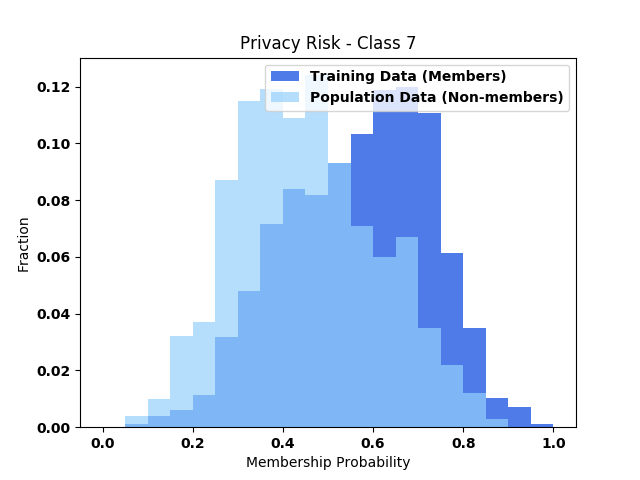 Privacy Risk - Class 7
Training Data (Members)
Population Data (Non-members)
0.12
0.10
0.08
0.06
0.04
0.02
0.00
Fraction
0.0 0.2 0.4 0.6 0.8 1.0
Membership Probability